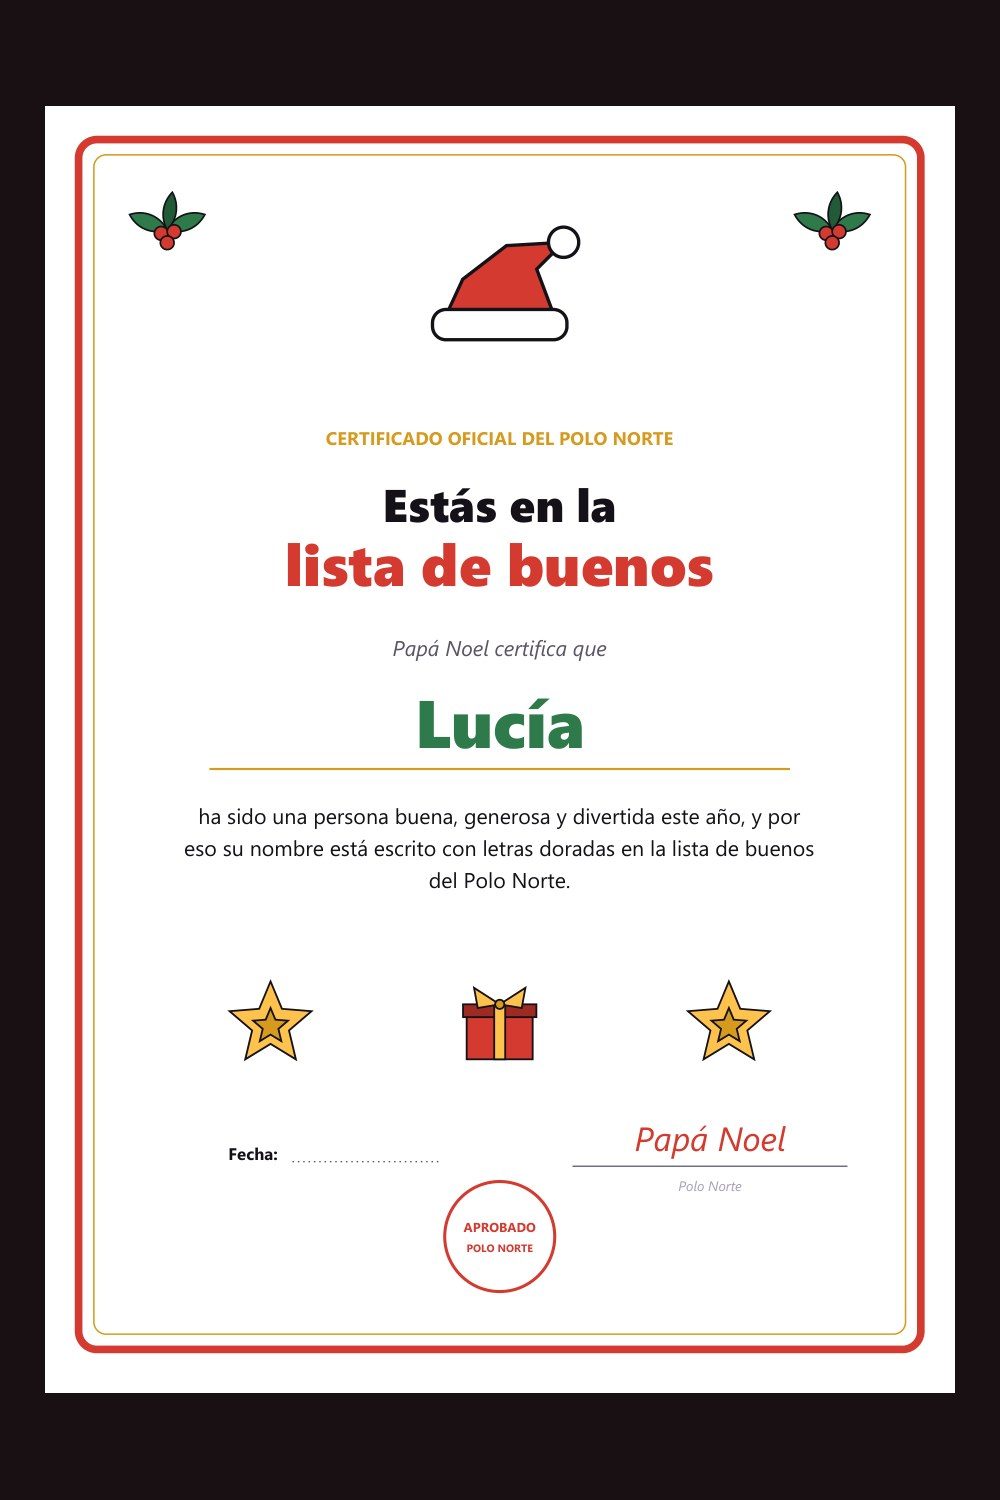 CERTIFICADO OFICIAL DEL POLO NORTE
Estás en la
lista de buenos
Papá Noel certifica que
Lucía
ha sido una persona buena, generosa y divertida este año, y por
eso su nombre está escrito con letras doradas en la lista de buenos
del Polo Norte.
Fecha: ............................
Papá Noel
Polo Norte
APROBADO
POLO NORTE